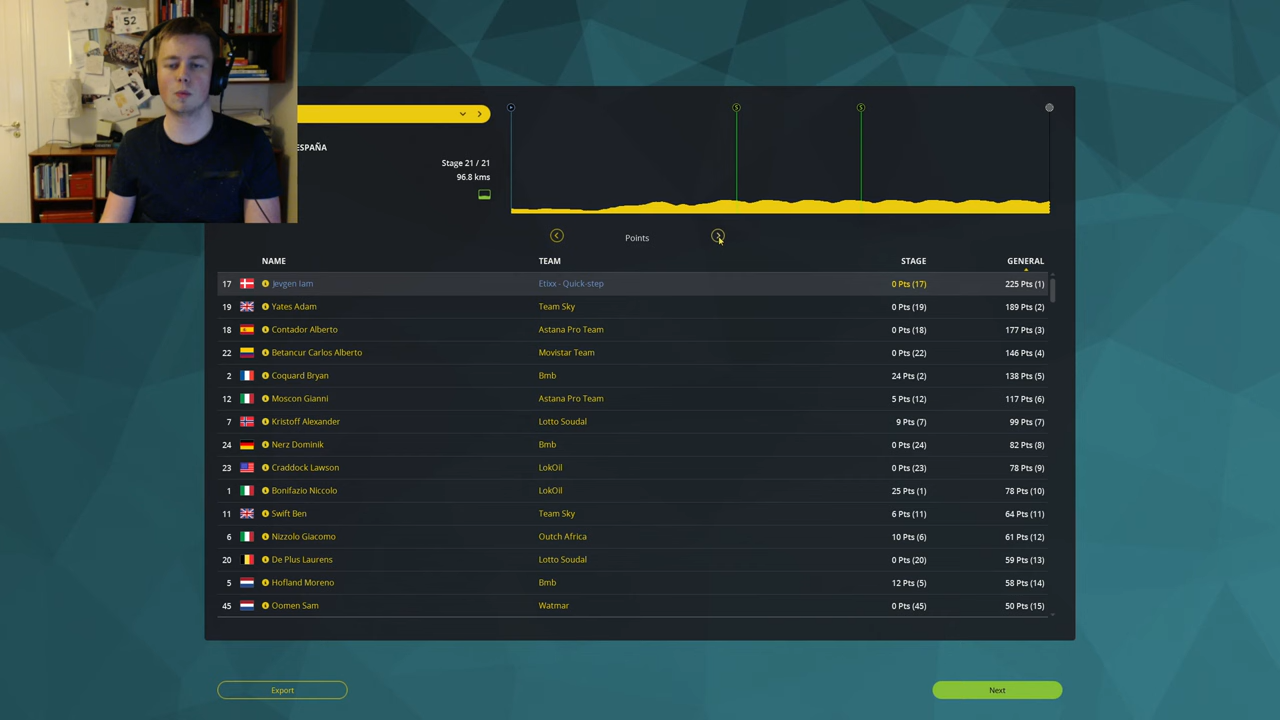 52
ESPAÑA
Stage 21 / 21
96.8 kms
S
S
Points
NAME TEAM STAGE GENERAL
17 Jevgen Iam Etixx - Quick-step 0 Pts (17) 225 Pts (1)
19 Yates Adam Team Sky 0 Pts (19) 189 Pts (2)
18 Contador Alberto Astana Pro Team 0 Pts (18) 177 Pts (3)
22 Betancur Carlos Alberto Movistar Team 0 Pts (22) 146 Pts (4)
2 Coquard Bryan Bmb 24 Pts (2) 138 Pts (5)
12 Moscon Gianni Astana Pro Team 5 Pts (12) 117 Pts (6)
7 Kristoff Alexander Lotto Soudal 9 Pts (7) 99 Pts (7)
24 Nerz Dominik Bmb 0 Pts (24) 82 Pts (8)
23 Craddock Lawson LokOil 0 Pts (23) 78 Pts (9)
1 Bonifazio Niccolo LokOil 25 Pts (1) 78 Pts (10)
11 Swift Ben Team Sky 6 Pts (11) 64 Pts (11)
6 Nizzolo Giacomo Outch Africa 10 Pts (6) 61 Pts (12)
20 De Plus Laurens Lotto Soudal 0 Pts (20) 59 Pts (13)
5 Hofland Moreno Bmb 12 Pts (5) 58 Pts (14)
45 Oomen Sam Watmar 0 Pts (45) 50 Pts (15)
Export Next